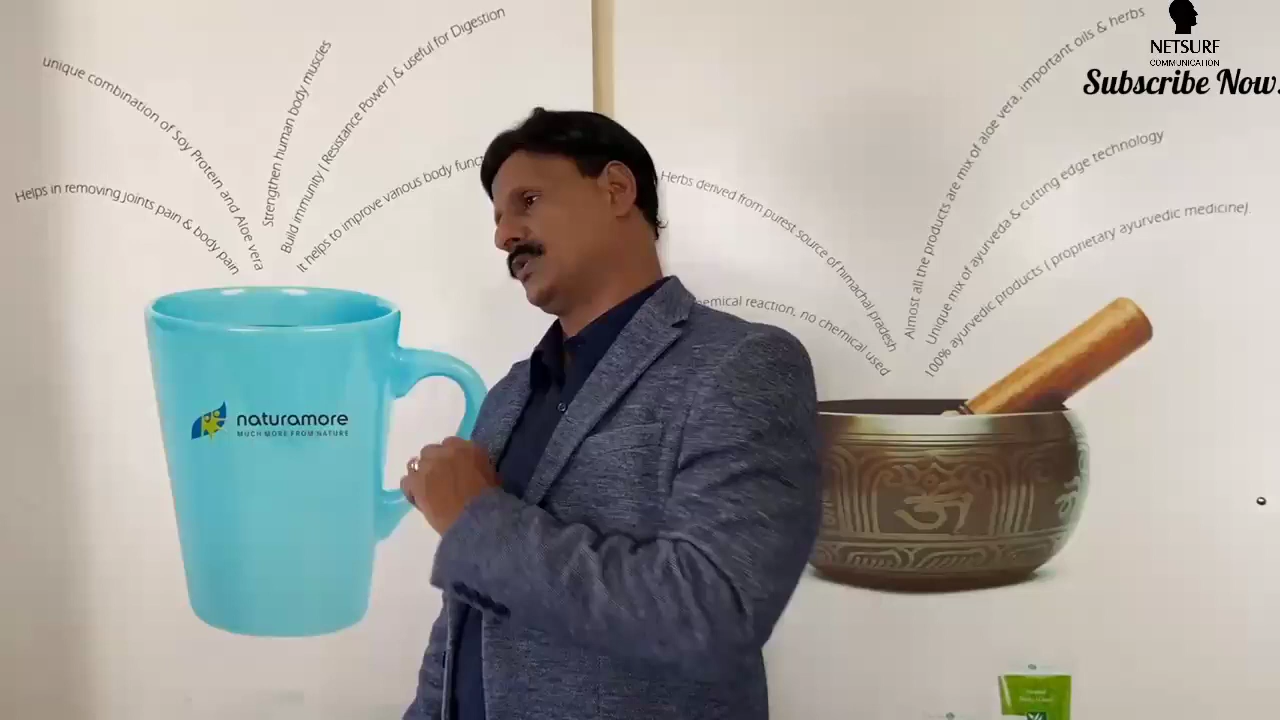 unique combination of Soy Protein and Aloe vera
Helps in removing joints pain & body pain
Strengthen human body muscles
Build immunity ( Resistance Power ) & useful for Digestion
It helps to improve various body
naturamore
MUCH MORE FROM NATURE
Herbs derived from purest source of himachal pradesh
reaction, no chemical used
Almost all the products are mix of aloe vera, important oils & herbs
Unique mix of ayurveda & cutting edge technology
100% ayurvedic products ( proprietary ayurvedic medicine).
ॐ
NETSURF
COMMUNICATION
Subscribe Now